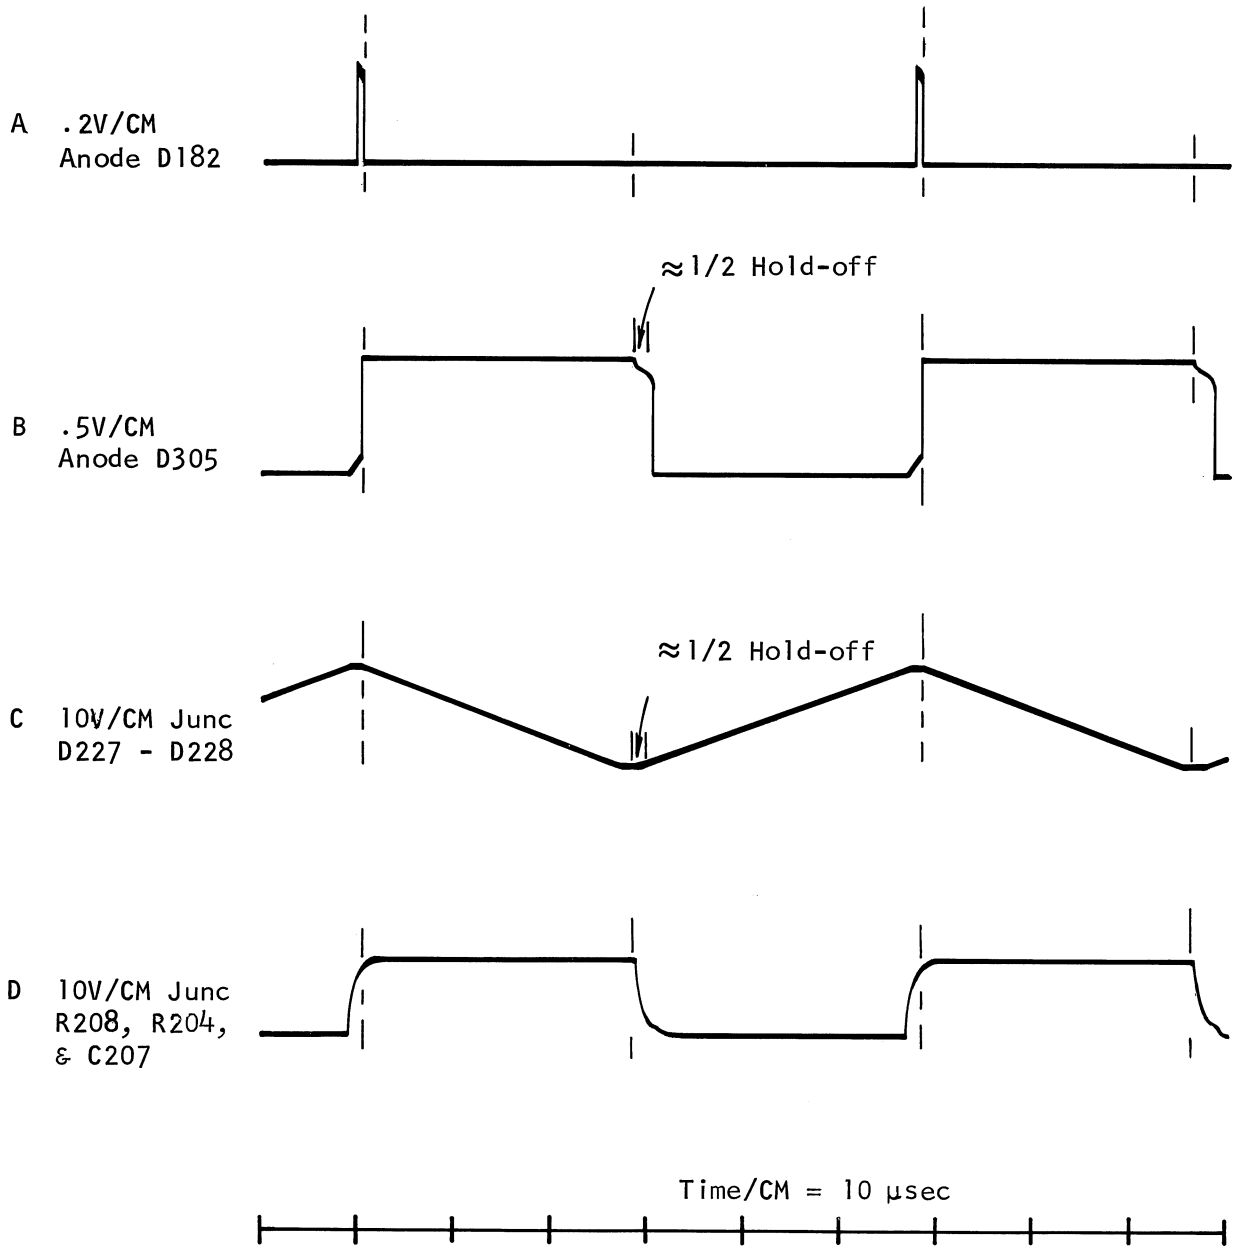 A .2V/CM
Anode D182
≈1/2 Hold-off
B .5V/CM
Anode D305
≈1/2 Hold-off
C 10V/CM Junc
D227 - D228
D 10V/CM Junc
R208, R204,
& C207
Time/CM = 10 μsec